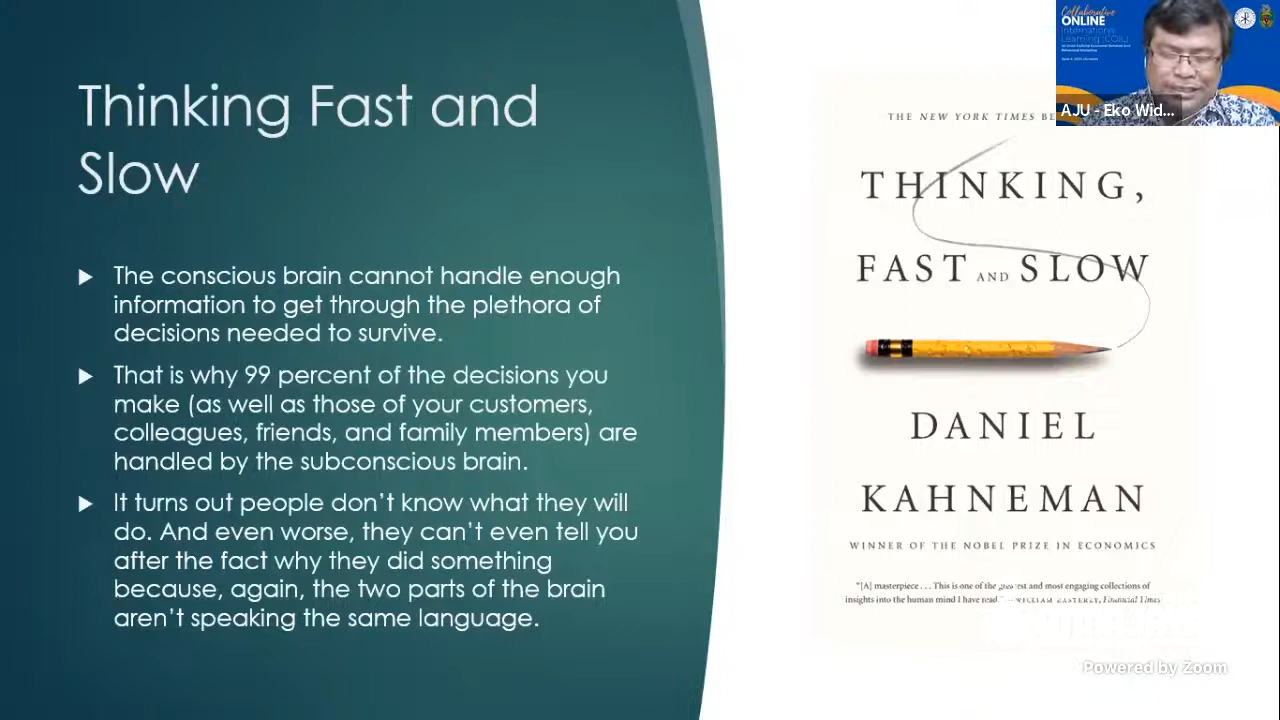 Thinking Fast and
Slow
The conscious brain cannot handle enough
information to get through the plethora of
decisions needed to survive.
That is why 99 percent of the decisions you
make (as well as those of your customers,
colleagues, friends, and family members) are
handled by the subconscious brain.
It turns out people don't know what they will
do. And even worse, they can't even tell you
after the fact why they did something
because, again, the two parts of the brain
aren't speaking the same language.
THE NEW YORK TIMES
THINKING,
FAST AND SLOW
DANIEL
KAHNEMAN
WINNER OF THE NOBEL PRIZE IN ECONOMICS
"[A] masterpiece . . . This is one of the greatest and most engaging collections of
insights into the human mind I have read." —WILLIAM EASTERLY, Financial Times
Collaborative
ONLINE
International
Learning (COIL)
AJU - Eko Wid...
Powered by Zoom